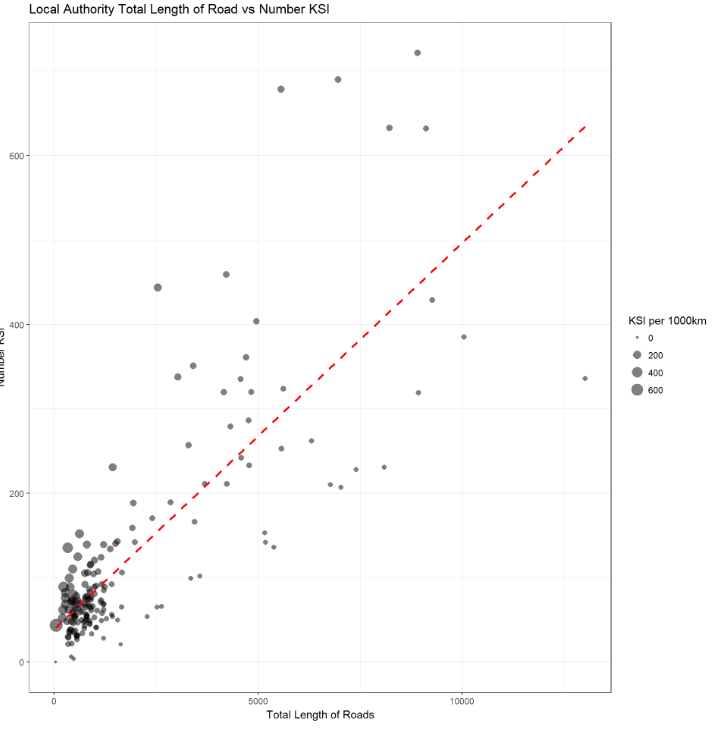 Local Authority Total Length of Road vs Number KSI
600
400
200
0
Number KSI
0
5000
10000
Total Length of Roads
KSI per 1000km
0
200
400
600